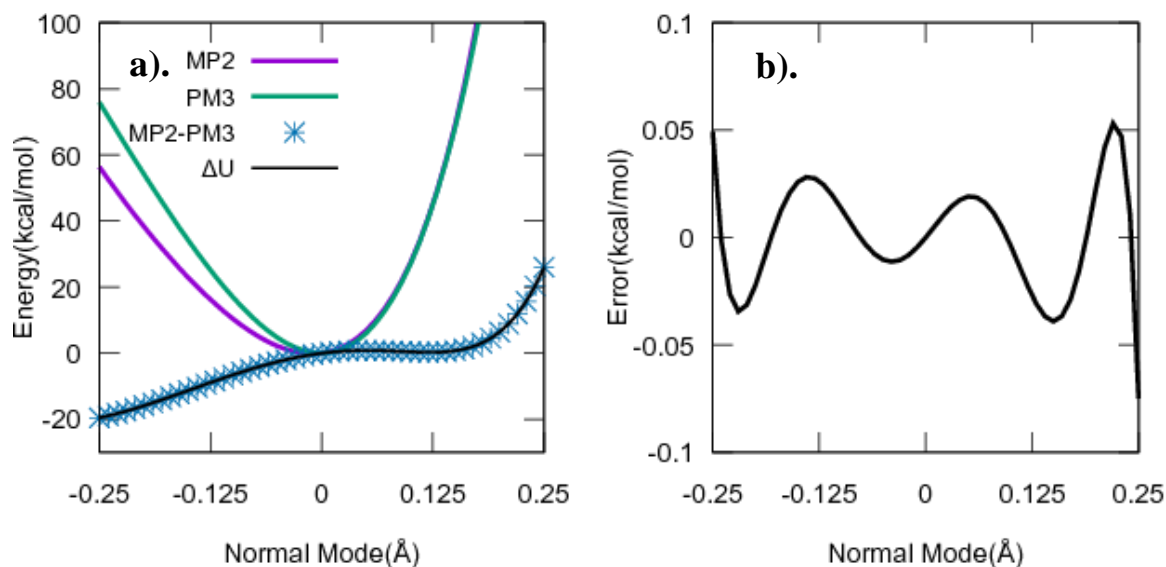 a).
MP2
PM3
MP2-PM3
ΔU
100
80
60
40
20
0
-20
Energy(kcal/mol)
-0.25
-0.125
0
0.125
0.25
Normal Mode(Å)
b).
0.1
0.05
0
-0.05
-0.1
Error(kcal/mol)
-0.25
-0.125
0
0.125
0.25
Normal Mode(Å)